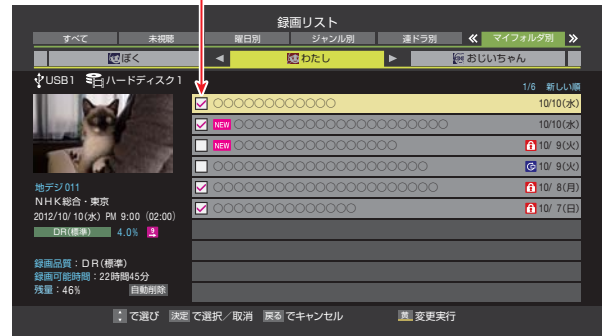 録画リスト
すべて 未視聴 曜日別 ジャンル別 連ドラ別 ≪ マイフォルダ別 ≫
ぼく ◀ わたし ▶ おじいちゃん
USB1 ハードディスク1
1/6 新しい順
○○○○○○○○○○○○ 10/10(水)
NEW ○○○○○○○○○○○○○○○○○○○○○ 10/10(水)
NEW ○○○○○○○○○○○○○○○○ 10/ 9(火)
○○○○○○○○○○○○○○○○○○○○○ 10/ 9(火)
○○○○○○○○○○○○○○○○○○○○○○ 10/ 8(月)
○○○○○○○○○○○○○○ 10/ 7(日)
地デジ011
NHK総合・東京
2012/10/10(水) PM 9:00 (02:00)
DR(標準) 4.0%
録画品質：DR(標準)
録画可能時間：22時間45分
残量：46% 自動削除
で選び 決定 で選択／取消 戻る でキャンセル 黄 変更実行